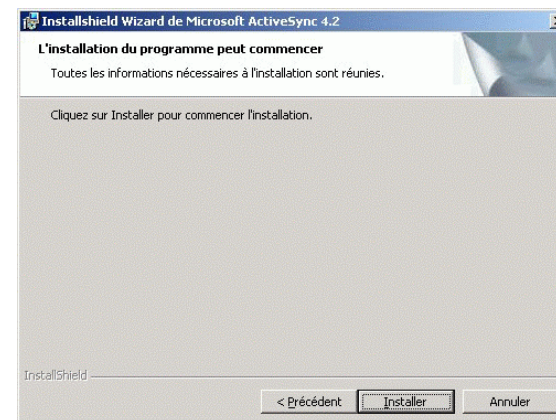 Installshield Wizard de Microsoft ActiveSync 4.2
L'installation du programme peut commencer
Toutes les informations nécessaires à l'installation sont réunies.
Cliquez sur Installer pour commencer l'installation.
InstallShield
< Précédent Installer Annuler